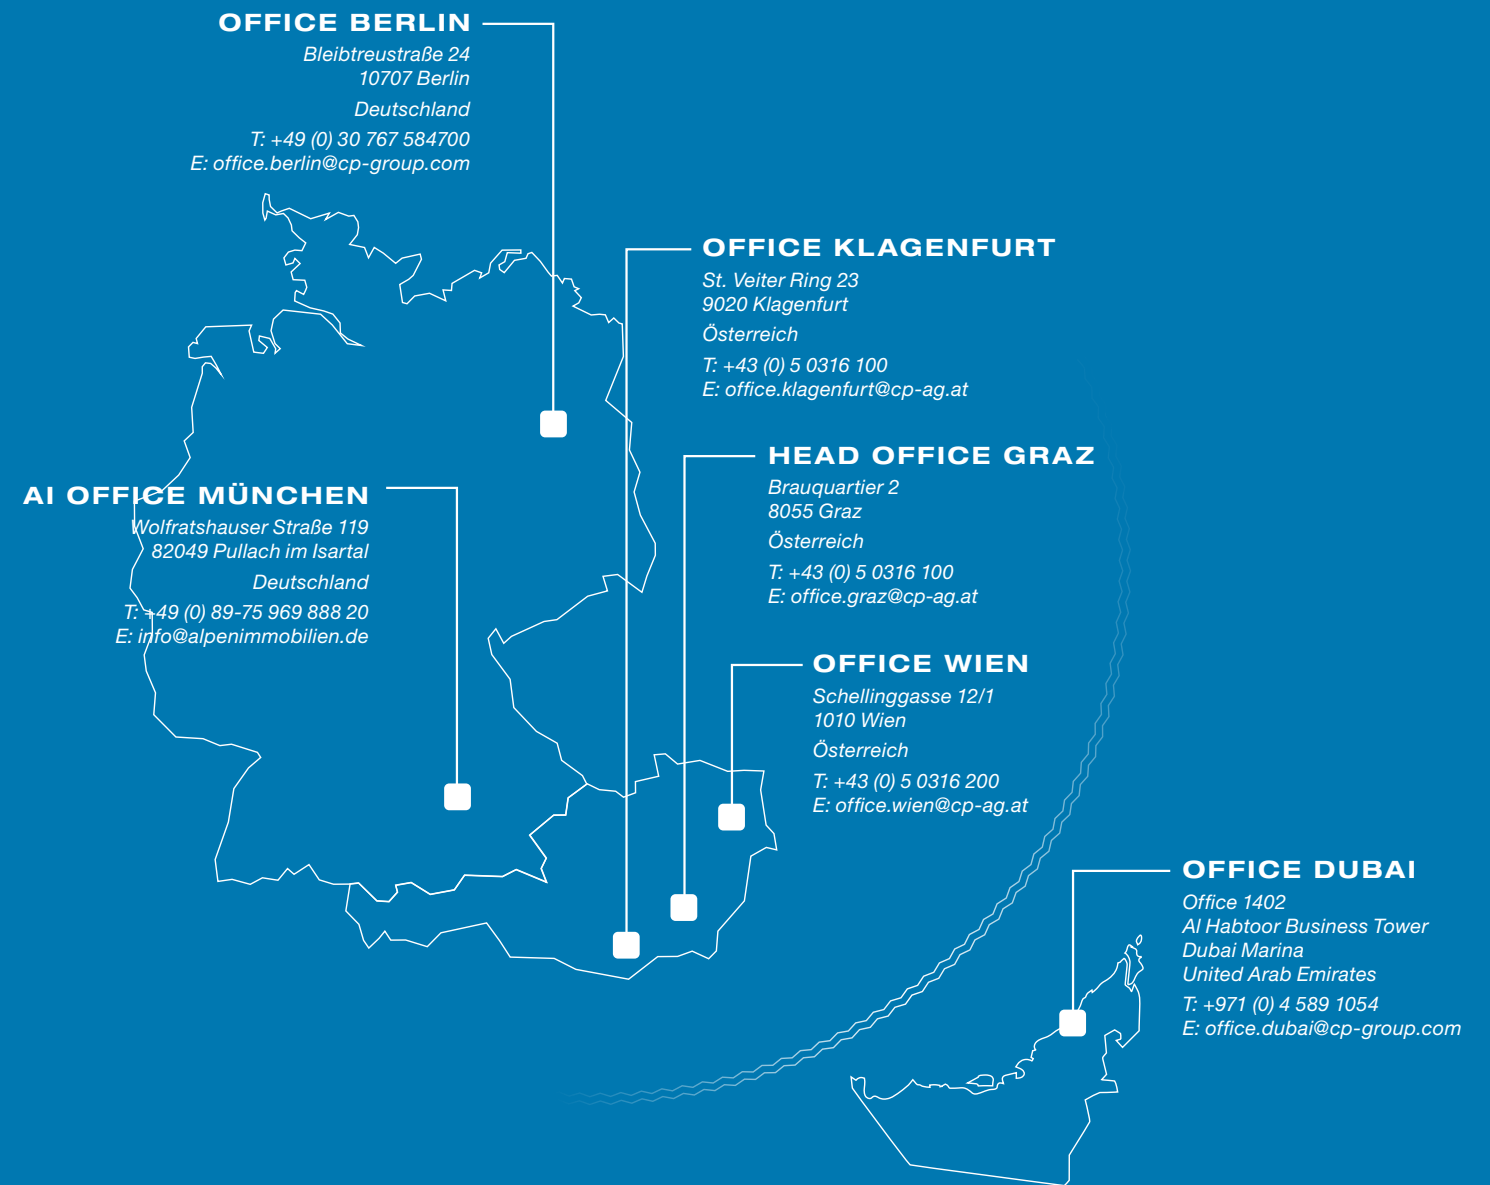 OFFICE BERLIN
Bleibtreustraße 24
10707 Berlin
Deutschland
T: +49 (0) 30 767 584700
E: office.berlin@cp-group.com
OFFICE KLAGENFURT
St. Veiter Ring 23
9020 Klagenfurt
Österreich
T: +43 (0) 5 0316 100
E: office.klagenfurt@cp-ag.at
HEAD OFFICE GRAZ
Brauquartier 2
8055 Graz
Österreich
T: +43 (0) 5 0316 100
E: office.graz@cp-ag.at
AI OFFICE MÜNCHEN
Wolfratshauser Straße 119
82049 Pullach im Isartal
Deutschland
T: +49 (0) 89-75 969 888 20
E: info@alpenimmobilien.de
OFFICE WIEN
Schellinggasse 12/1
1010 Wien
Österreich
T: +43 (0) 5 0316 200
E: office.wien@cp-ag.at
OFFICE DUBAI
Office 1402
Al Habtoor Business Tower
Dubai Marina
United Arab Emirates
T: +971 (0) 4 589 1054
E: office.dubai@cp-group.com